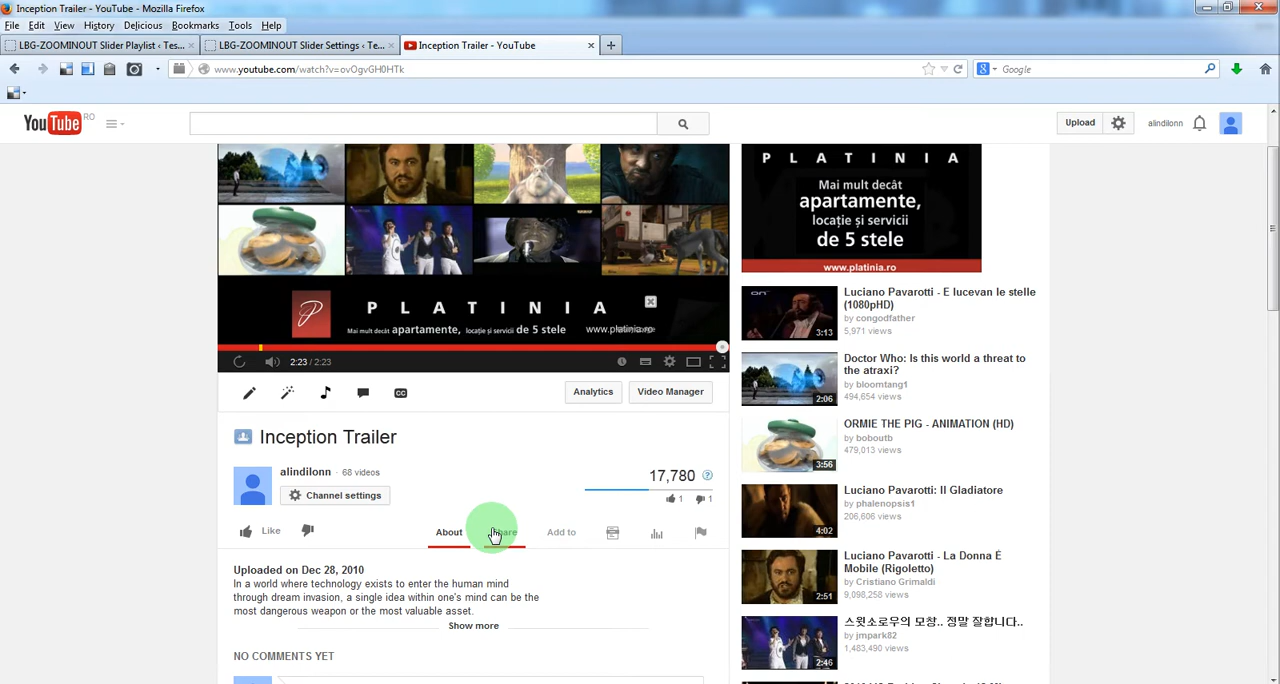 Inception Trailer - YouTube - Mozilla Firefox
File Edit View History Delicious Bookmarks Tools Help
LBG-ZOOMINOUT Slider Playlist ‹ Tes...
LBG-ZOOMINOUT Slider Settings ‹ Te...
Inception Trailer - YouTube
www.youtube.com/watch?v=ovOgvGH0HTk
Google
YouTube RO
Upload
alindilonn
PLATINIA
Mai mult decât apartamente, locație și servicii de 5 stele
www.platinia.ro
2:23 / 2:23
CC
Analytics
Video Manager
Inception Trailer
alindilonn · 68 videos
Channel settings
17,780
1 1
Like
About
Share
Add to
Uploaded on Dec 28, 2010
In a world where technology exists to enter the human mind
through dream invasion, a single idea within one's mind can be the
most dangerous weapon or the most valuable asset.
Show more
NO COMMENTS YET
PLATINIA
Mai mult decât
apartamente,
locație și servicii
de 5 stele
www.platinia.ro
3:13
Luciano Pavarotti - E lucevan le stelle
(1080pHD)
by congodfather
5,971 views
2:06
Doctor Who: Is this world a threat to
the atraxi?
by bloomtang1
494,654 views
3:56
ORMIE THE PIG - ANIMATION (HD)
by boboutb
479,013 views
4:02
Luciano Pavarotti: Il Gladiatore
by phalenopsis1
206,606 views
2:51
Luciano Pavarotti - La Donna É
Mobile (Rigoletto)
by Cristiano Grimaldi
9,098,258 views
2:46
스윗소로우의 모창.. 정말 잘합니다..
by jmpark82
1,483,490 views